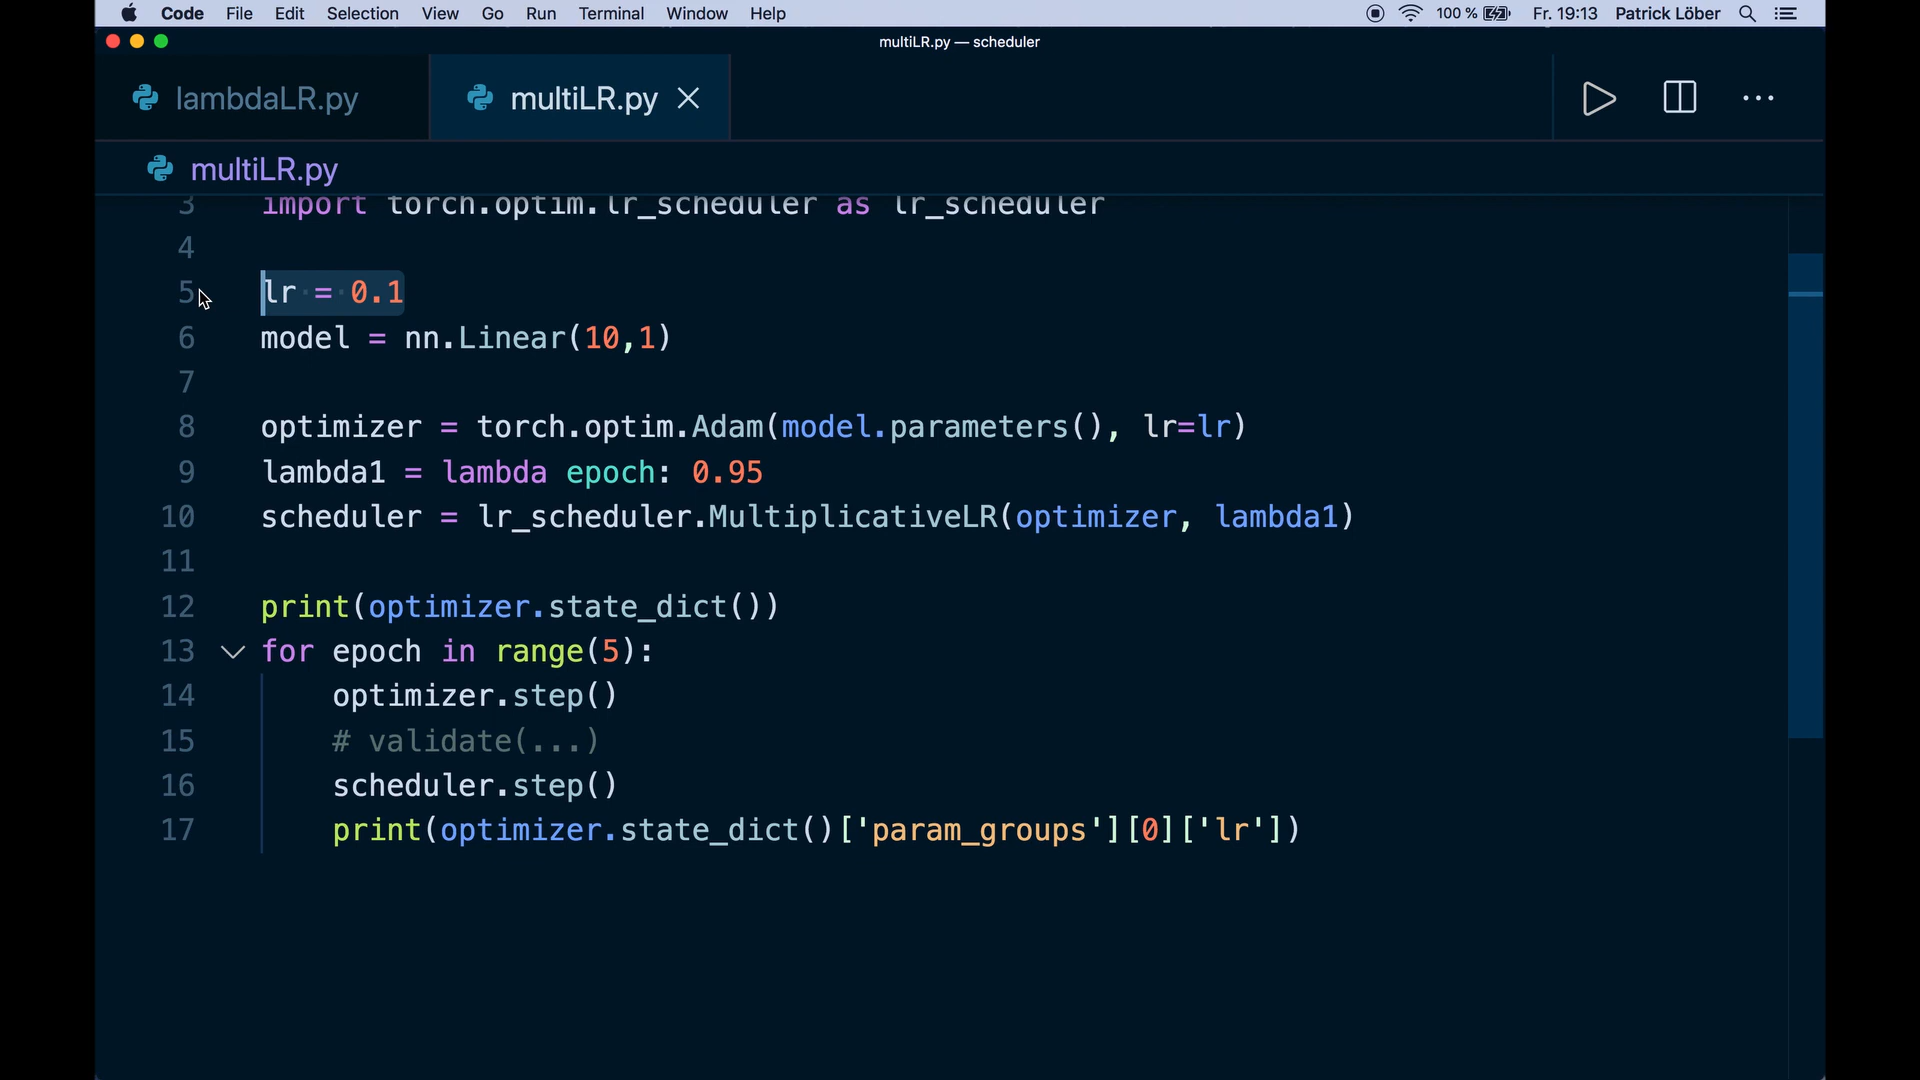 Code File Edit Selection View Go Run Terminal Window Help 100 % Fr. 19:13 Patrick Löber
multiLR.py — scheduler
lambdaLR.py multiLR.py
multiLR.py
3 import torch.optim.lr_scheduler as lr_scheduler
4
5 lr = 0.1
6 model = nn.Linear(10,1)
7
8 optimizer = torch.optim.Adam(model.parameters(), lr=lr)
9 lambda1 = lambda epoch: 0.95
10 scheduler = lr_scheduler.MultiplicativeLR(optimizer, lambda1)
11
12 print(optimizer.state_dict())
13 for epoch in range(5):
14 optimizer.step()
15 # validate(...)
16 scheduler.step()
17 print(optimizer.state_dict()['param_groups'][0]['lr'])